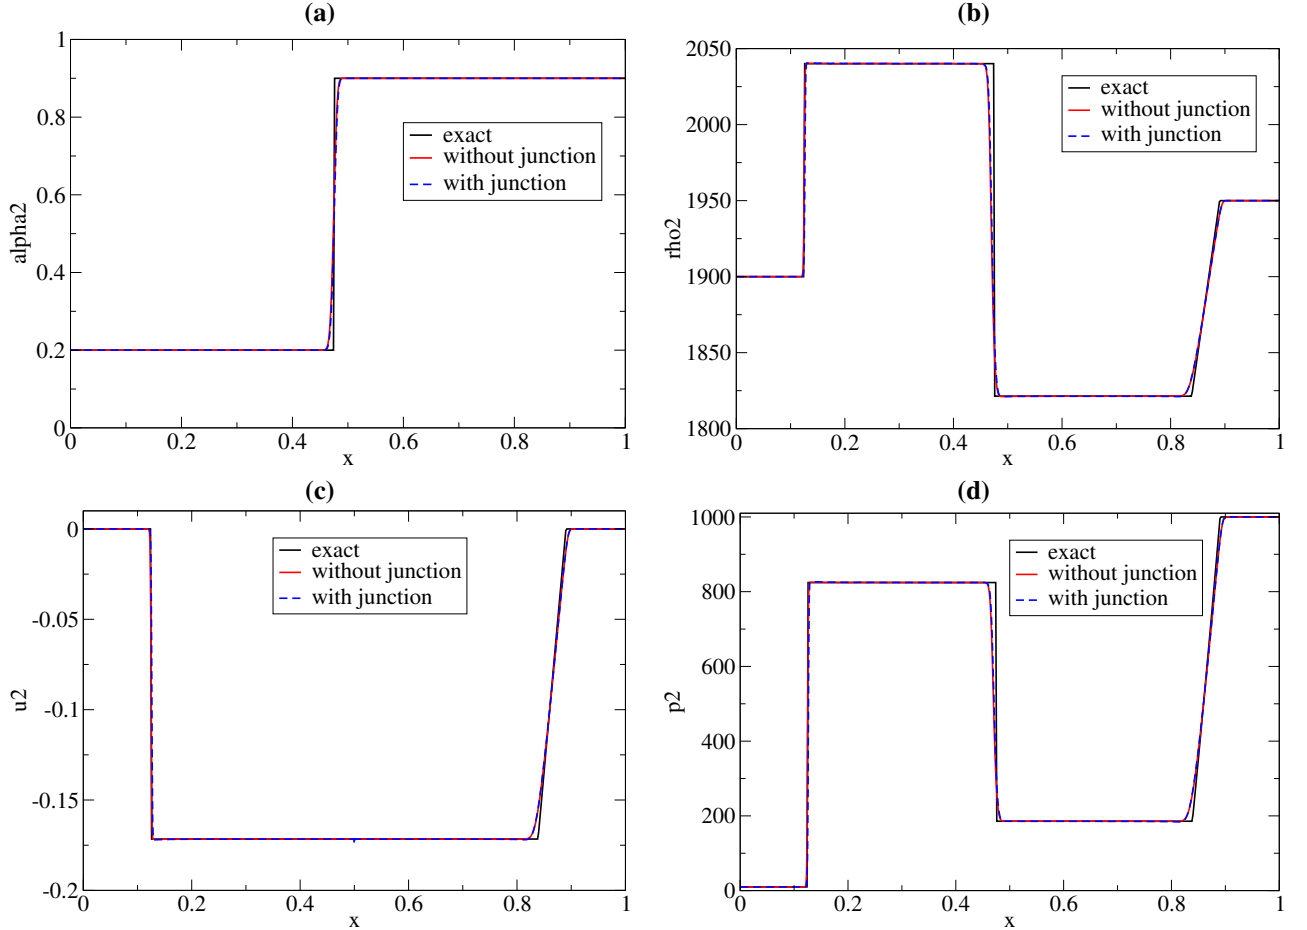 (a)
1
0.8
0.6
0.4
0.2
0
alpha2
exact
without junction
with junction
0 0.2 0.4 0.6 0.8 1
x
(b)
2050
2000
1950
1900
1850
1800
rho2
exact
without junction
with junction
0 0.2 0.4 0.6 0.8 1
x
(c)
0
-0.05
-0.1
-0.15
-0.2
u2
exact
without junction
with junction
0 0.2 0.4 0.6 0.8 1
x
(d)
1000
800
600
400
200
0
p2
exact
without junction
with junction
0 0.2 0.4 0.6 0.8 1
x